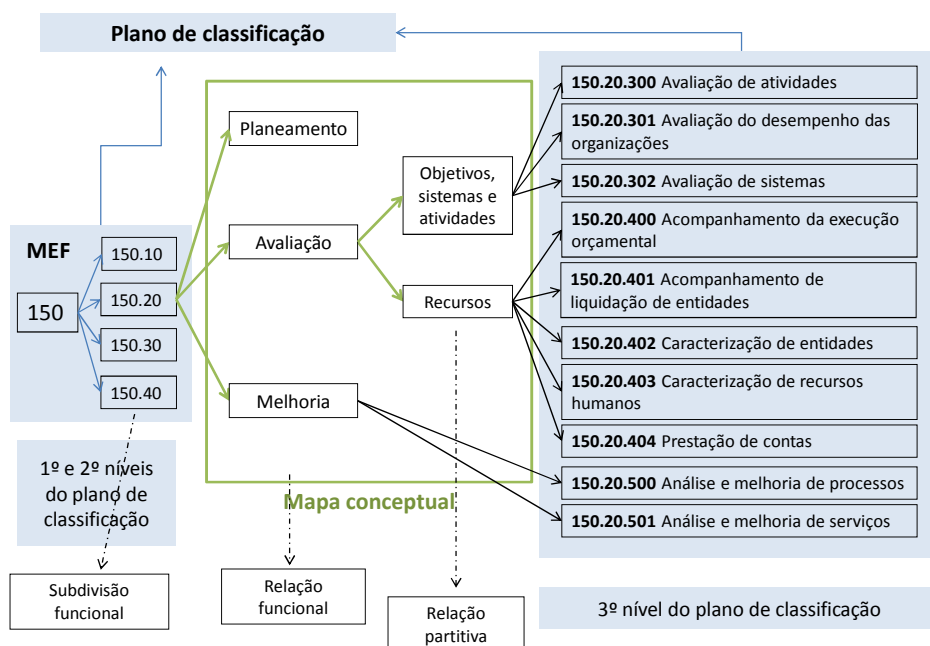 Plano de classificação
MEF
150
150.10
150.20
150.30
150.40
1º e 2º níveis
do plano de
classificação
Subdivisão
funcional
Planeamento
Avaliação
Melhoria
Objetivos,
sistemas e
atividades
Recursos
Mapa conceptual
Relação
funcional
Relação
partitiva
150.20.300 Avaliação de atividades
150.20.301 Avaliação do desempenho das
organizações
150.20.302 Avaliação de sistemas
150.20.400 Acompanhamento da execução
orçamental
150.20.401 Acompanhamento de
liquidação de entidades
150.20.402 Caracterização de entidades
150.20.403 Caracterização de recursos
humanos
150.20.404 Prestação de contas
150.20.500 Análise e melhoria de processos
150.20.501 Análise e melhoria de serviços
3º nível do plano de classificação